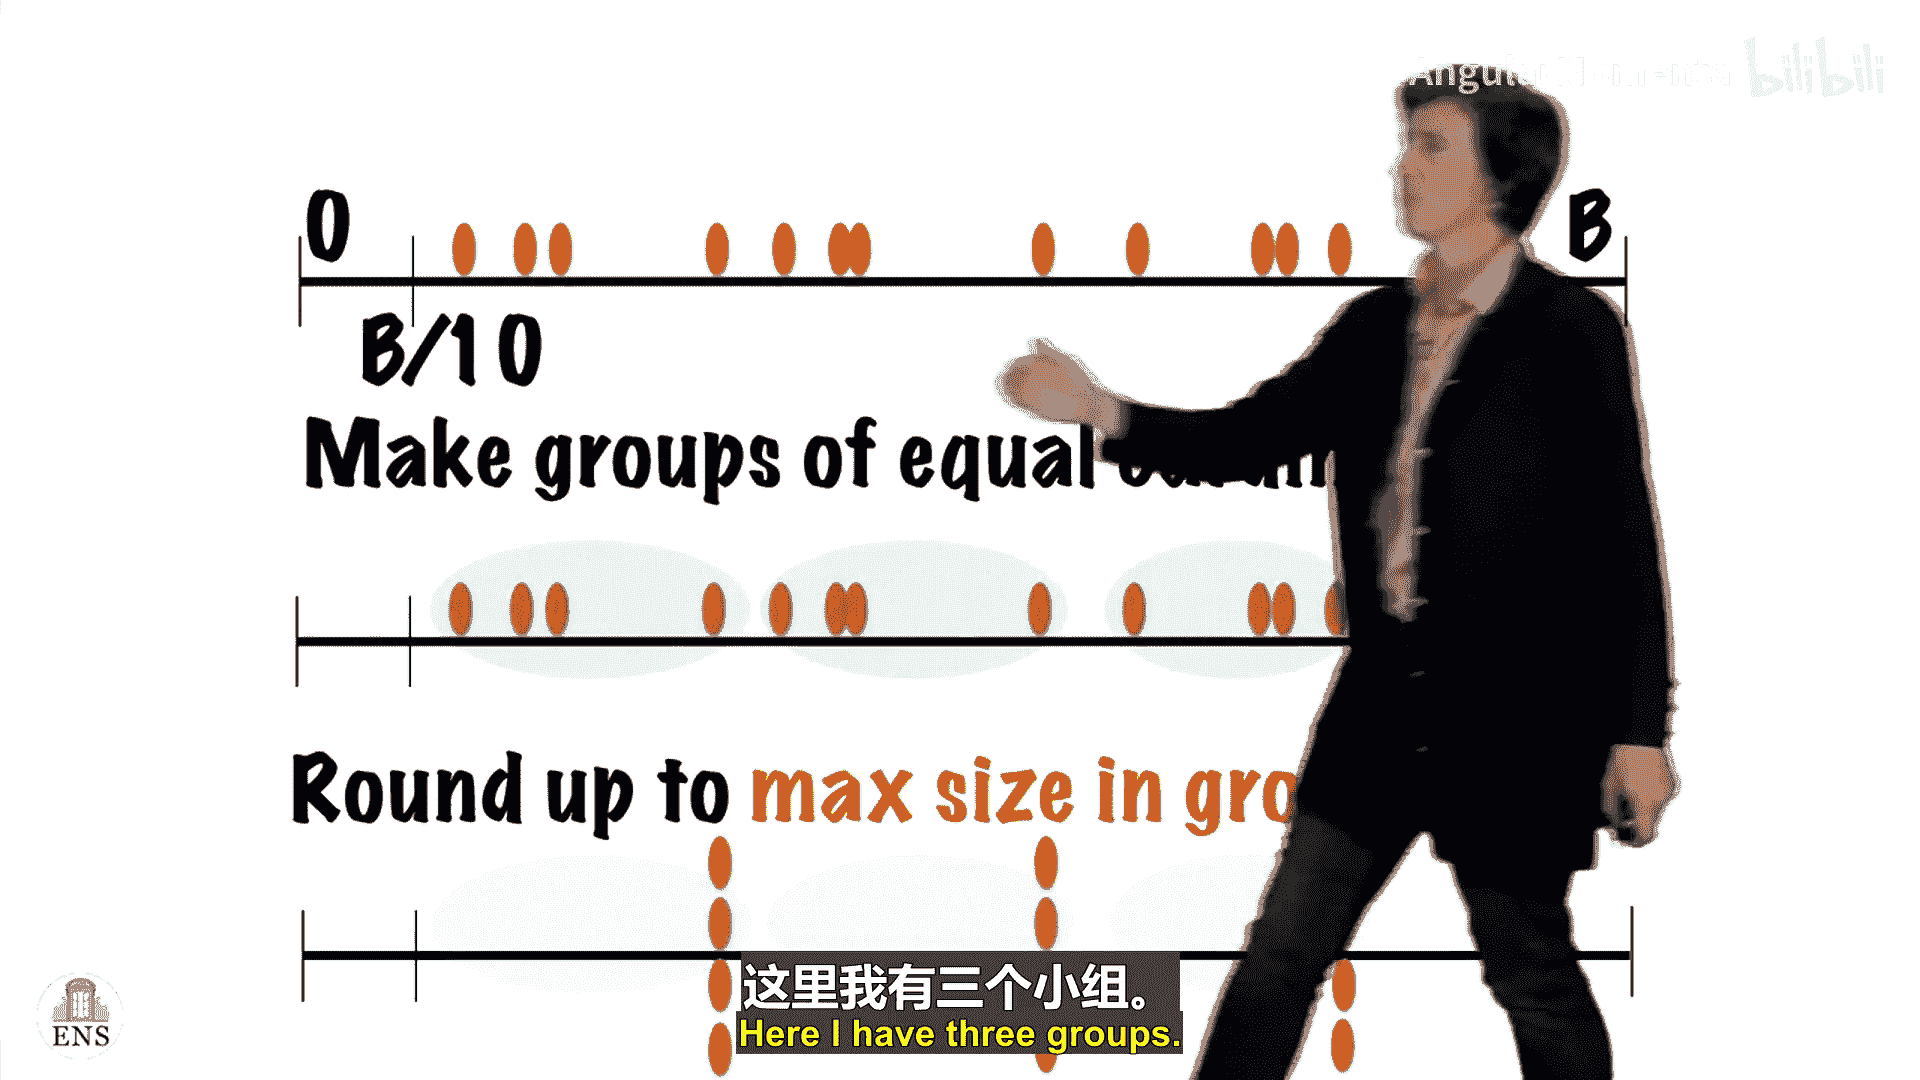 bilibili
0
B
B/10
Make groups of equal
Round up to max size in
这里我有三个小组。
Here I have three groups.
ENS